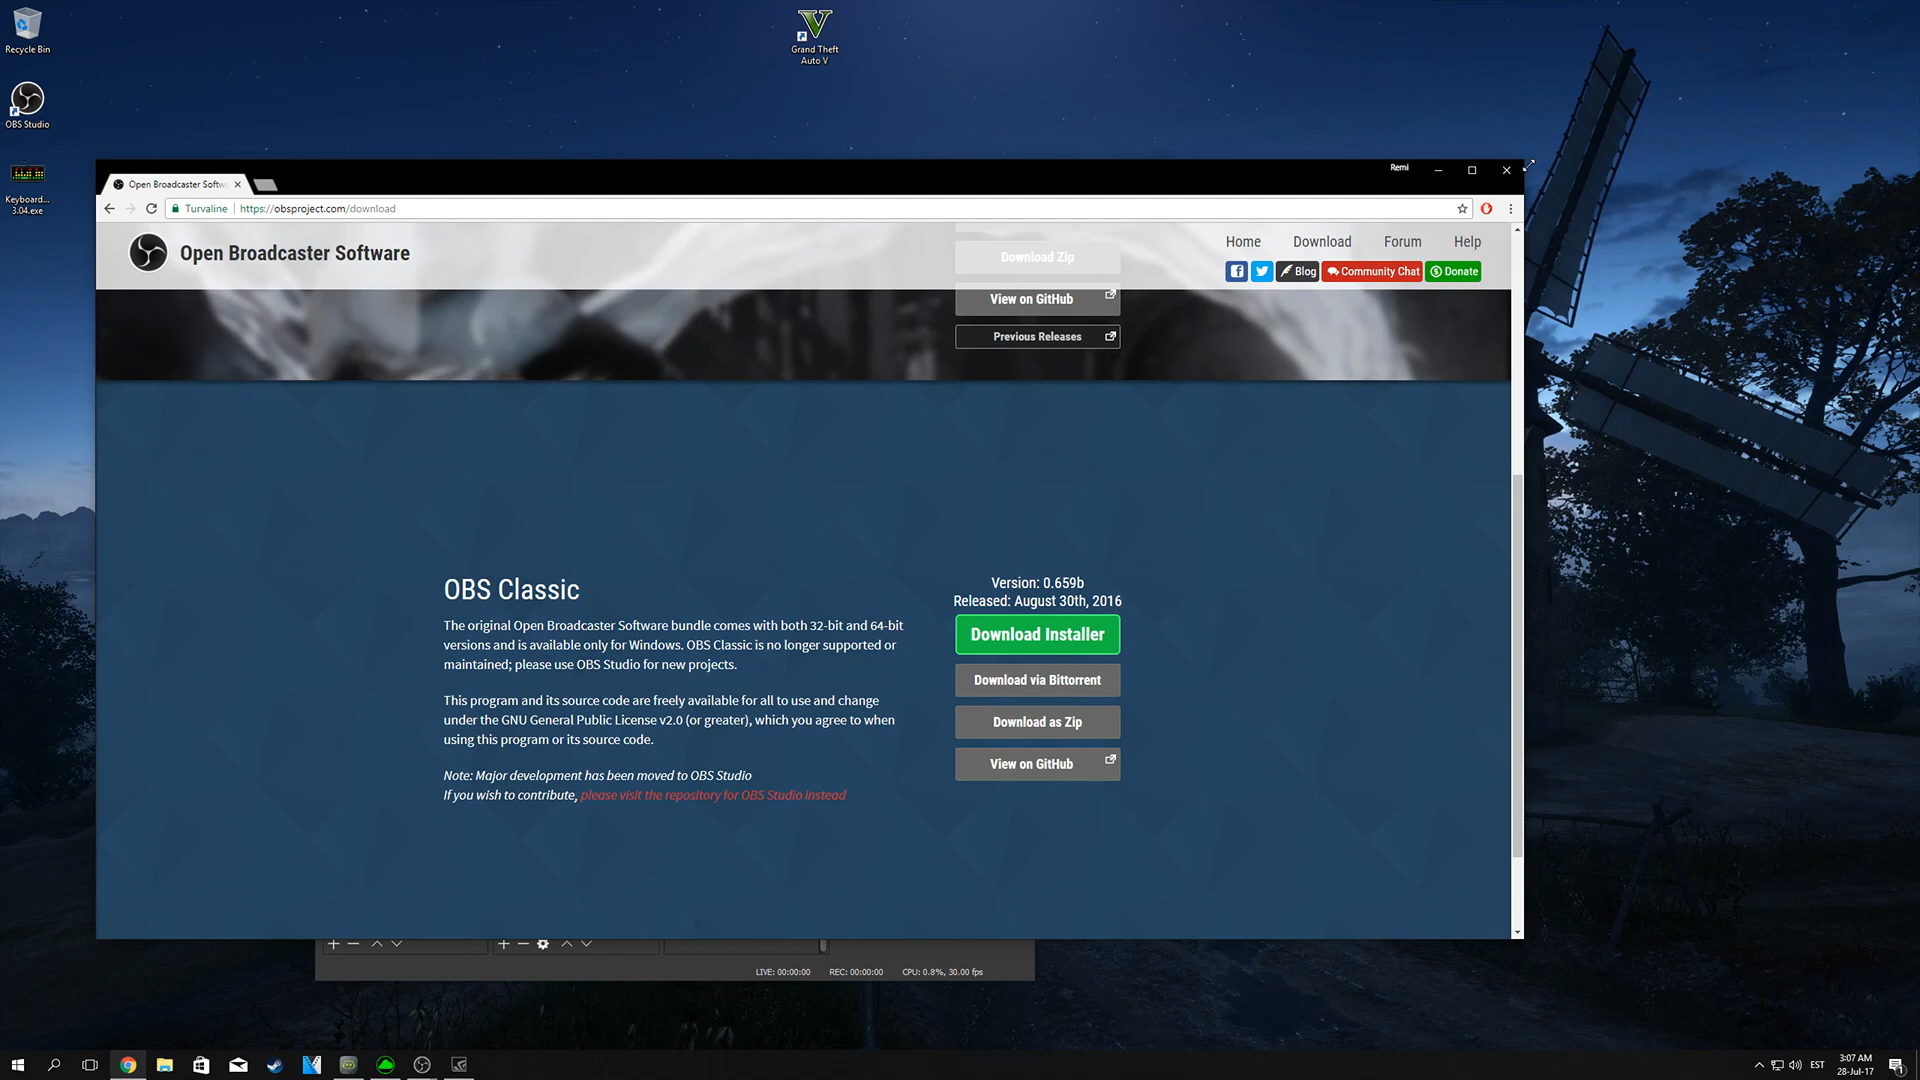 Recycle Bin
OBS Studio
Keyboard...
3.04.exe
Grand Theft
Auto V
Remi
Open Broadcaster Softw
Turvaline
https://obsproject.com/download
Open Broadcaster Software
Home
Download
Forum
Help
Blog
Community Chat
Donate
Download Zip
View on GitHub
Previous Releases
OBS Classic
The original Open Broadcaster Software bundle comes with both 32-bit and 64-bit
versions and is available only for Windows. OBS Classic is no longer supported or
maintained; please use OBS Studio for new projects.
This program and its source code are freely available for all to use and change
under the GNU General Public License v2.0 (or greater), which you agree to when
using this program or its source code.
Note: Major development has been moved to OBS Studio
If you wish to contribute, please visit the repository for OBS Studio instead
Version: 0.659b
Released: August 30th, 2016
Download Installer
Download via Bittorrent
Download as Zip
View on GitHub
LIVE: 00:00:00
REC: 00:00:00
CPU: 0.8%, 30.00 fps
EST
3:07 AM
28-Jul-17